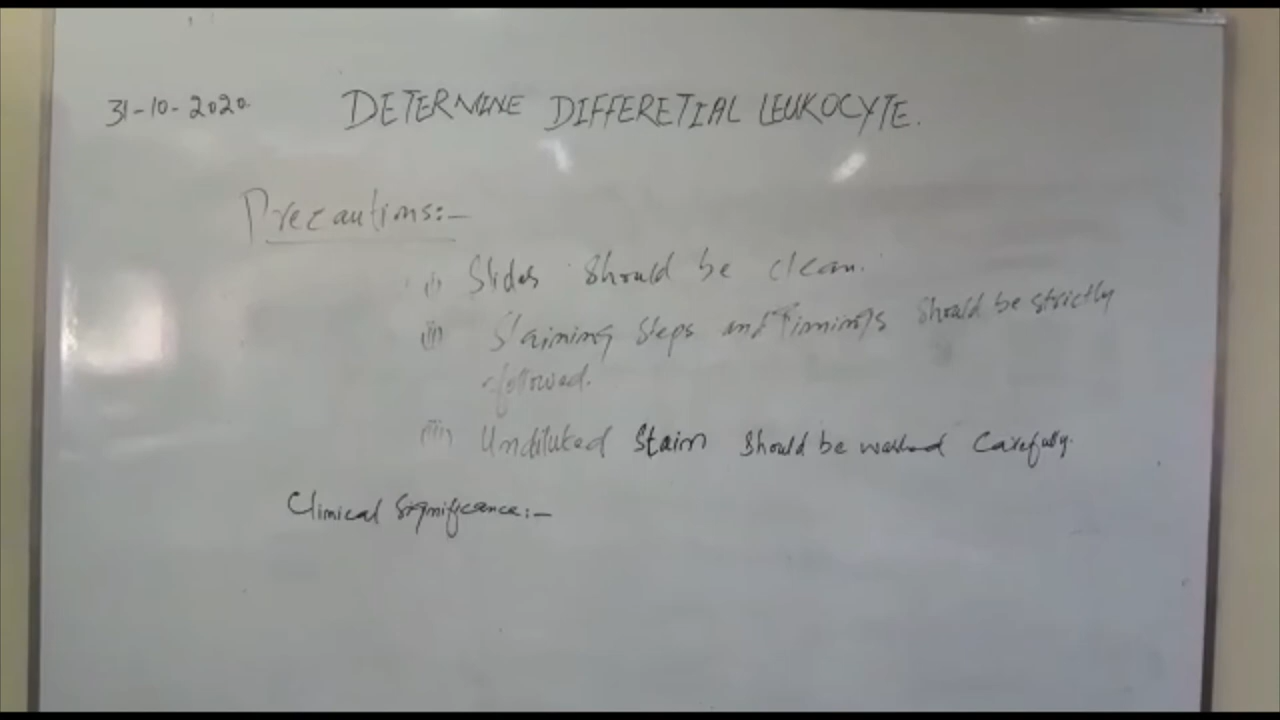 31-10-2020. DETERMINE DIFFERETIAL LEUKOCYTE.
Precautions:-
(i) Slides should be clean.
(ii) Staining Steps and Timmings should be strictly
followed.
(iii) Undiluted Stain should be washed Carefully.
Clinical Significance:-